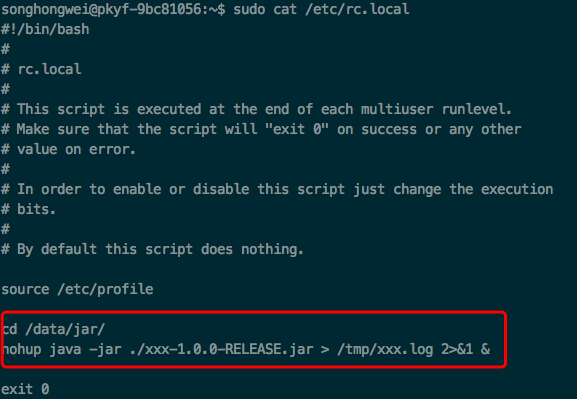 songhongwei@pkyf-9bc81056:~$ sudo cat /etc/rc.local
#!/bin/bash
#
# rc.local
#
# This script is executed at the end of each multiuser runlevel.
# Make sure that the script will "exit 0" on success or any other
# value on error.
#
# In order to enable or disable this script just change the execution
# bits.
#
# By default this script does nothing.
source /etc/profile
cd /data/jar/
nohup java -jar ./xxx-1.0.0-RELEASE.jar > /tmp/xxx.log 2>&1 &
exit 0